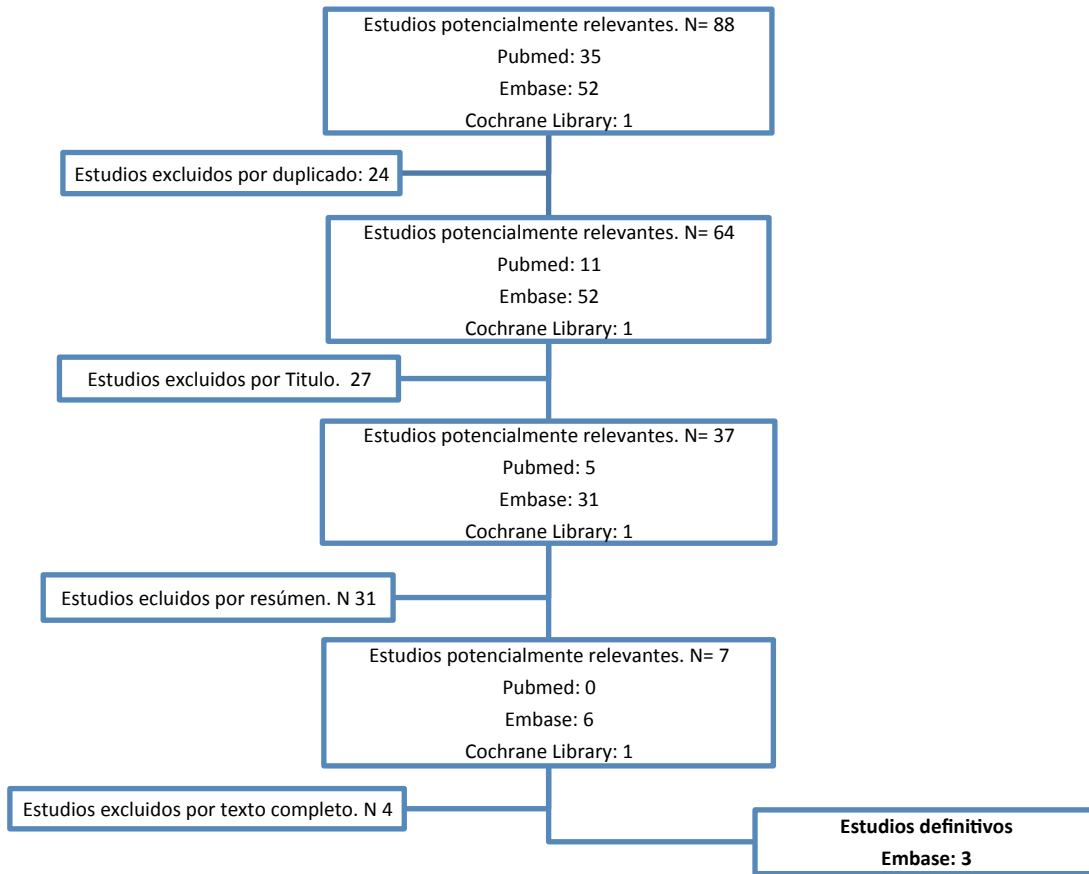 Estudios potencialmente relevantes. N= 88
Pubmed: 35
Embase: 52
Cochrane Library: 1
Estudios excluidos por duplicado: 24
Estudios potencialmente relevantes. N= 64
Pubmed: 11
Embase: 52
Cochrane Library: 1
Estudios excluidos por Titulo. 27
Estudios potencialmente relevantes. N= 37
Pubmed: 5
Embase: 31
Cochrane Library: 1
Estudios ecluidos por resúmen. N 31
Estudios potencialmente relevantes. N= 7
Pubmed: 0
Embase: 6
Cochrane Library: 1
Estudios excluidos por texto completo. N 4
Estudios definitivos
Embase: 3